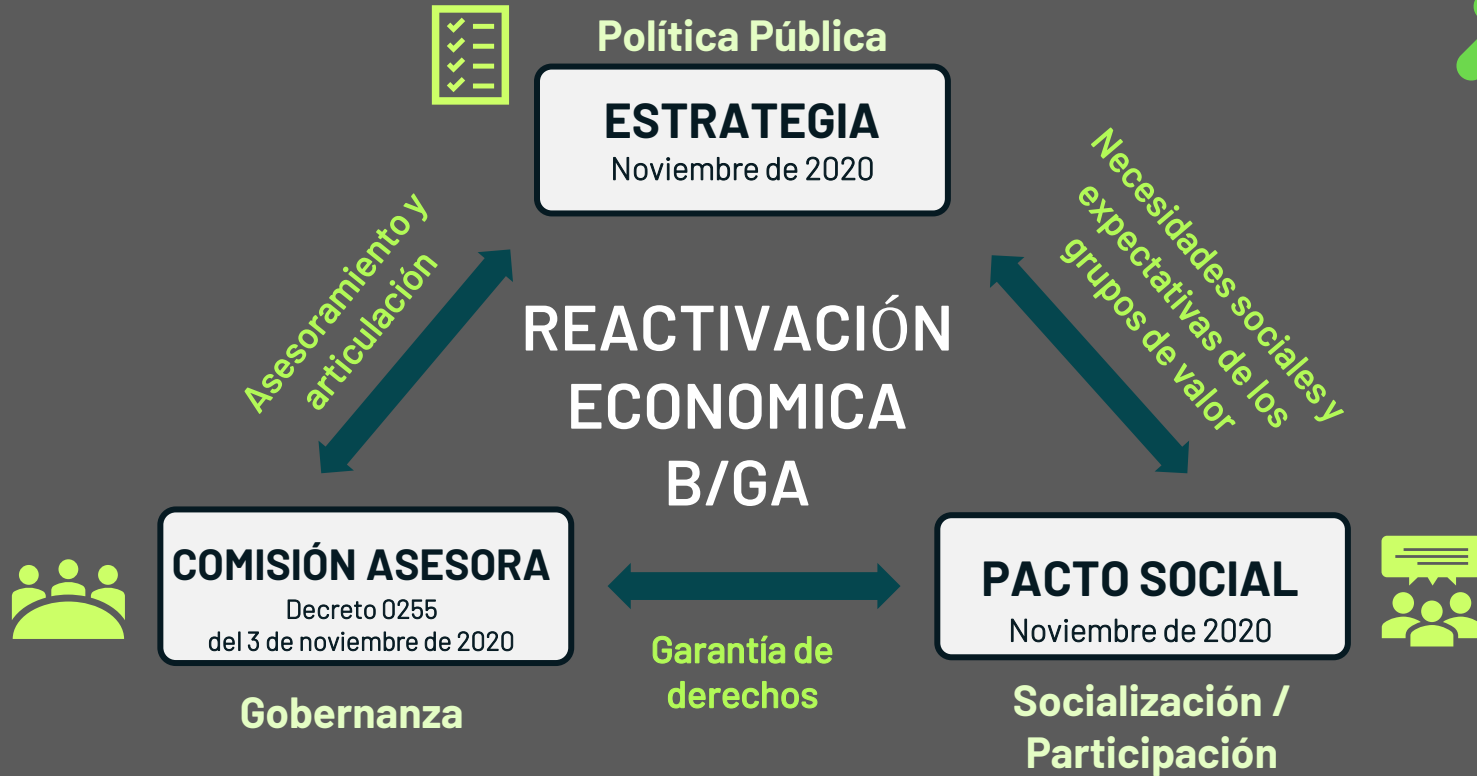 Política Pública
ESTRATEGIA
Noviembre de 2020
Asesoramiento y
articulación
Necesidades sociales y
expectativas de los
grupos de valor
REACTIVACIÓN
ECONOMICA
B/GA
COMISIÓN ASESORA
Decreto 0255
del 3 de noviembre de 2020
Gobernanza
Garantía de
derechos
PACTO SOCIAL
Noviembre de 2020
Socialización /
Participación